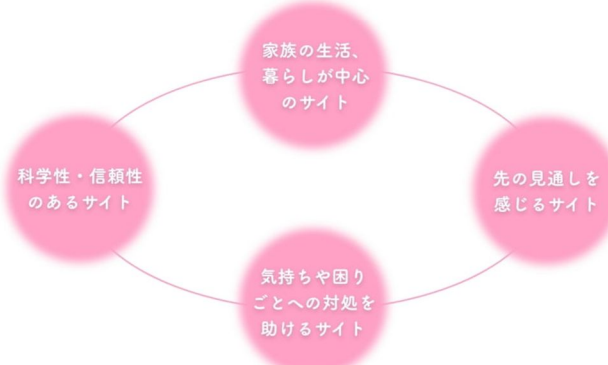 家族の生活、
暮らしが中心
のサイト
科学性・信頼性
のあるサイト
先の見通しを
感じるサイト
気持ちや困り
ごとへの対処を
助けるサイト